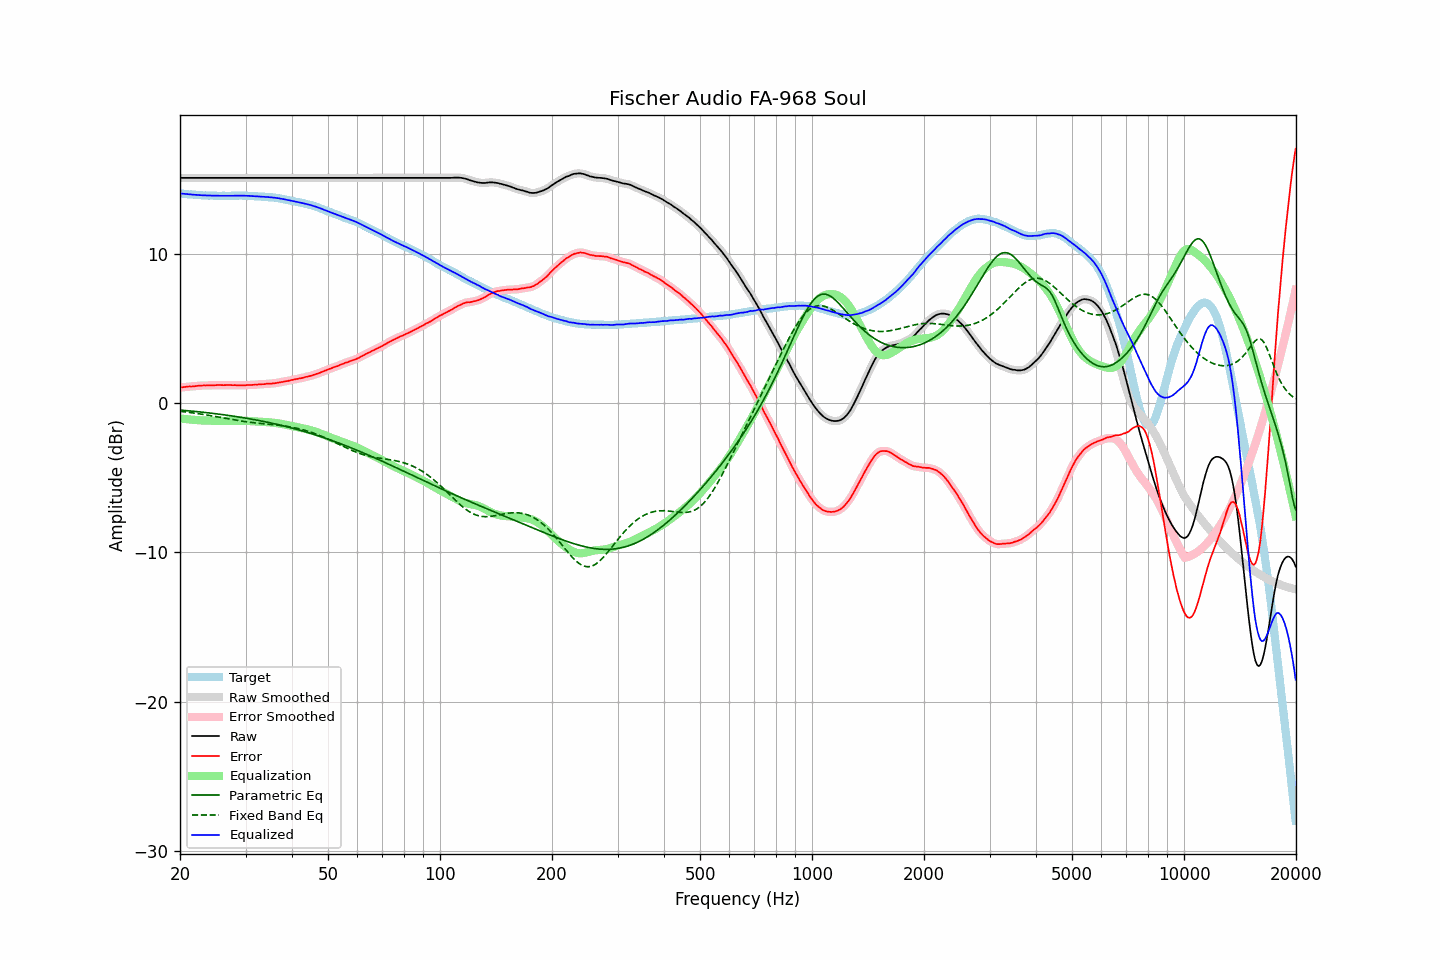 Fischer Audio FA-968 Soul
Amplitude (dBr)
10
0
−10
−20
−30
Target
Raw Smoothed
Error Smoothed
Raw
Error
Equalization
Parametric Eq
Fixed Band Eq
Equalized
20 50 100 200 500 1000 2000 5000 10000 20000
Frequency (Hz)